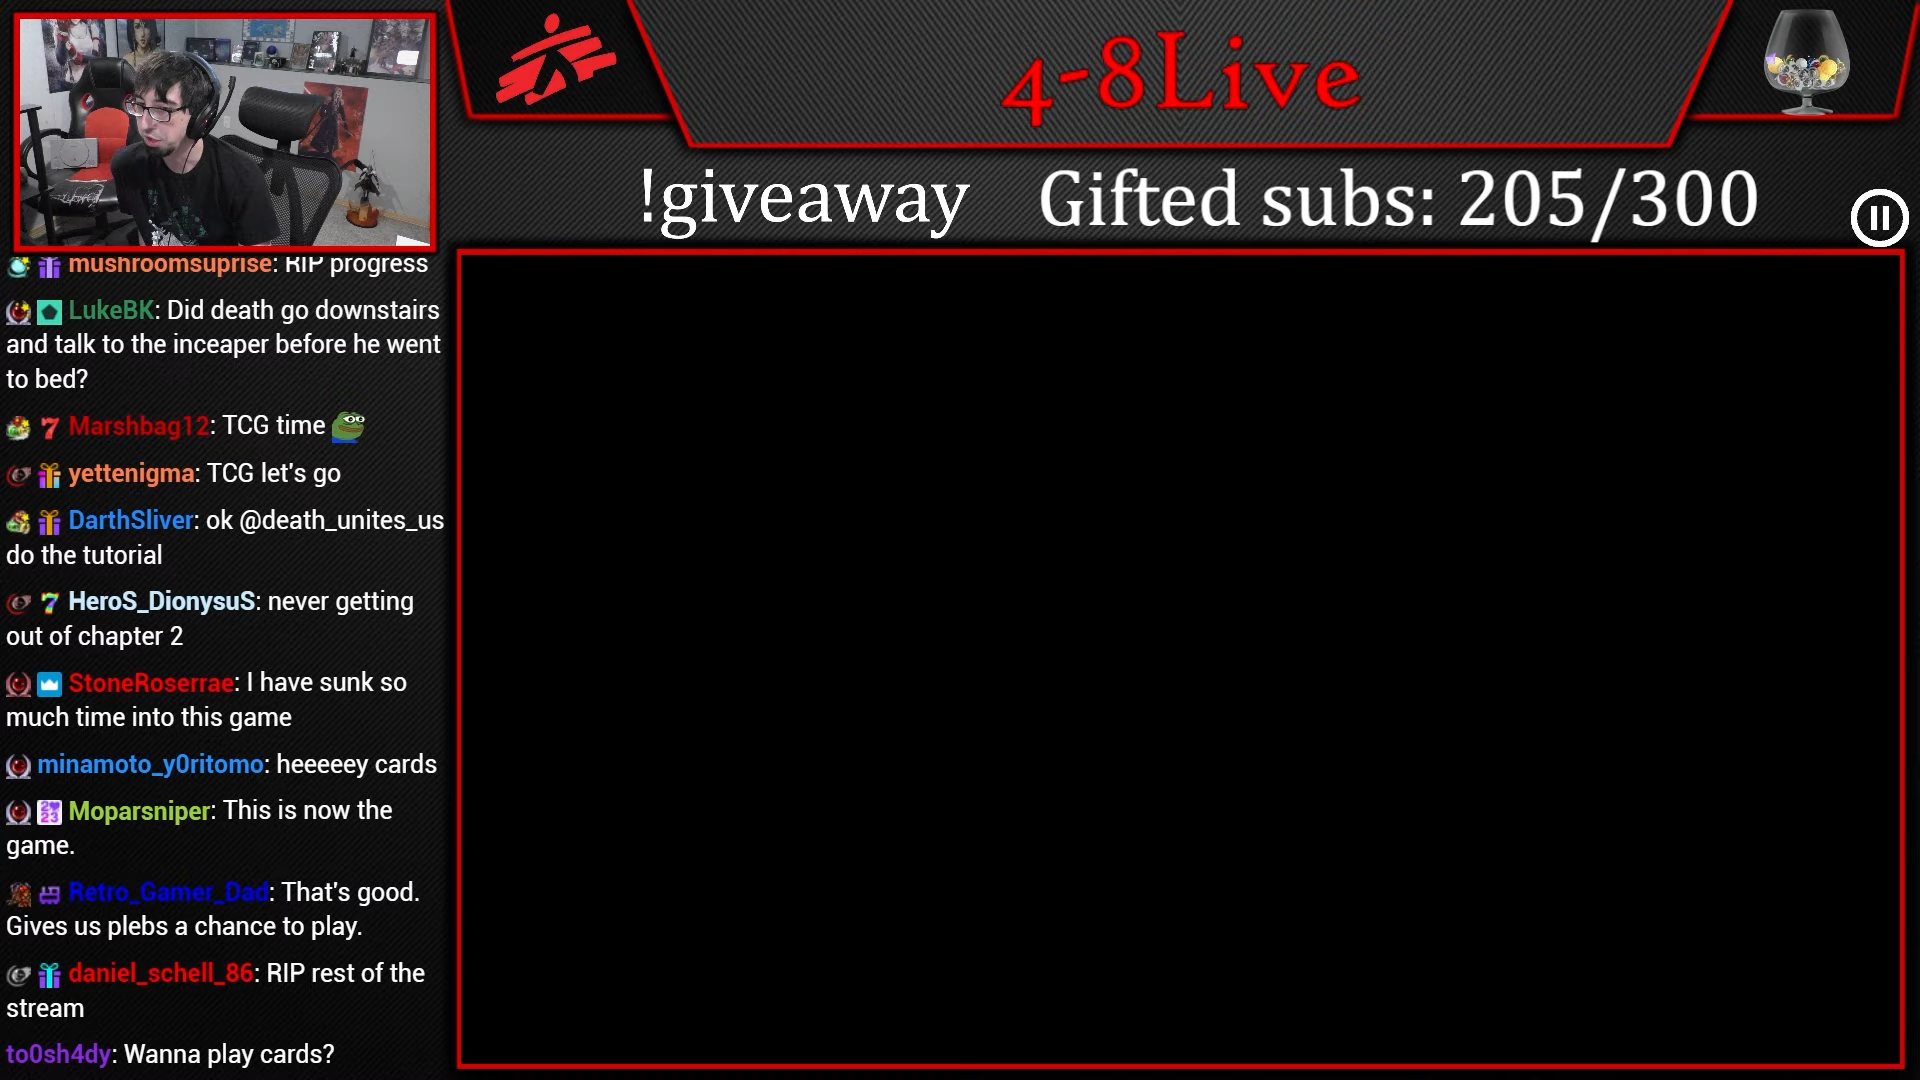 4-8Live
!giveaway Gifted subs: 205/300
mushroomsuprise: RIP progress
LukeBK: Did death go downstairs
and talk to the inceaper before he went
to bed?
Marshbag12: TCG time
yettenigma: TCG let's go
DarthSliver: ok @death_unites_us
do the tutorial
HeroS_DionysuS: never getting
out of chapter 2
StoneRoserrae: I have sunk so
much time into this game
minamoto_y0ritomo: heeeeey cards
Moparsniper: This is now the
game.
Retro_Gamer_Dad: That's good.
Gives us plebs a chance to play.
daniel_schell_86: RIP rest of the
stream
to0sh4dy: Wanna play cards?